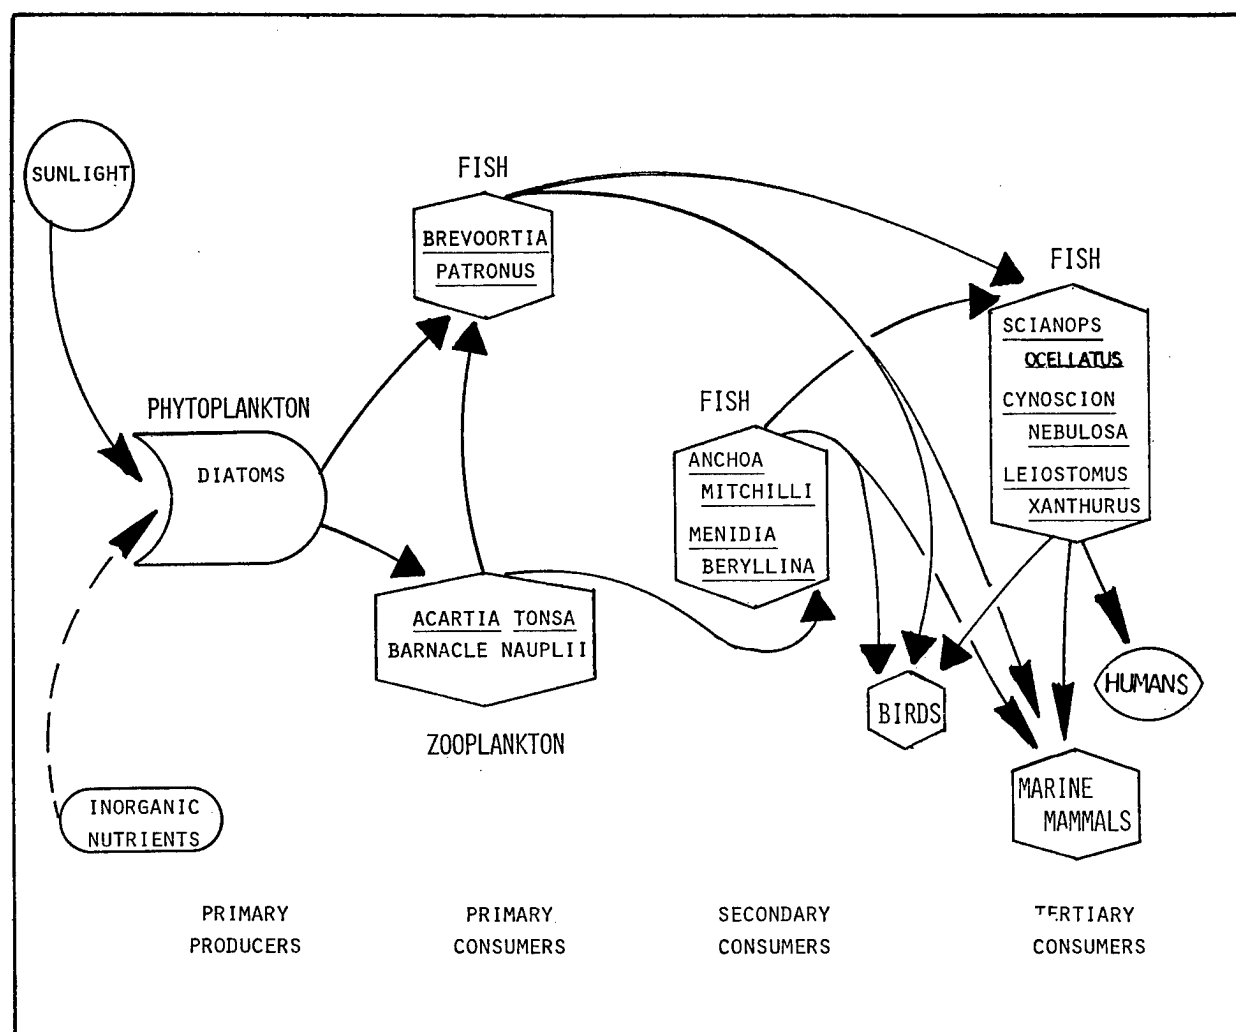 SUNLIGHT
FISH
BREVOORTIA
PATRONUS
FISH
SCIANOPS
OCELLATUS
CYNOSCION
NEBULOSA
LEIOSTOMUS
XANTHURUS
PHYTOPLANKTON
DIATOMS
FISH
ANCHOA
MITCHILLI
MENIDIA
BERYLLINA
ACARTIA TONSA
BARNACLE NAUPLII
ZOOPLANKTON
BIRDS
HUMANS
MARINE
MAMMALS
INORGANIC
NUTRIENTS
PRIMARY
PRODUCERS
PRIMARY
CONSUMERS
SECONDARY
CONSUMERS
TERTIARY
CONSUMERS